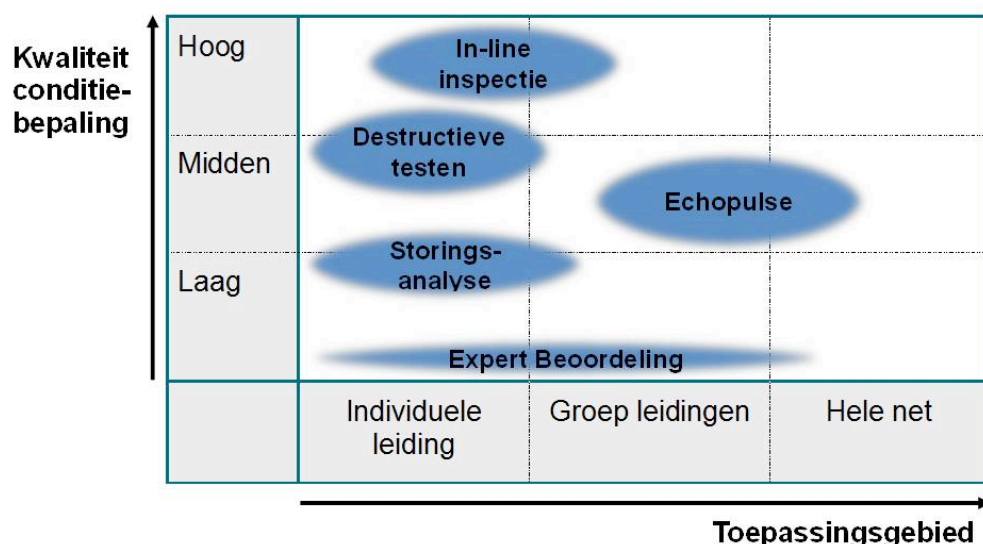 Kwaliteit
conditie-
bepaling
Hoog
In-line
inspectie
Midden
Destructieve
testen
Echopulse
Laag
Storings-
analyse
Expert Beoordeling
Individuele
leiding
Groep leidingen
Hele net
Toepassingsgebied